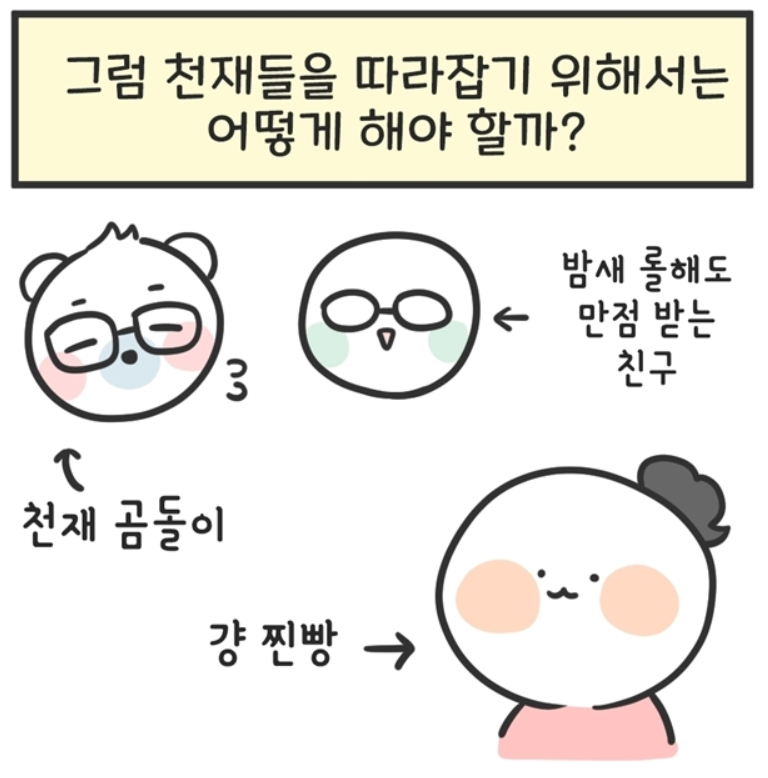 그럼 천재들을 따라잡기 위해서는
어떻게 해야 할까?
밤새 롤해도
만점 받는
친구
천재 곰돌이
걍 찐빵